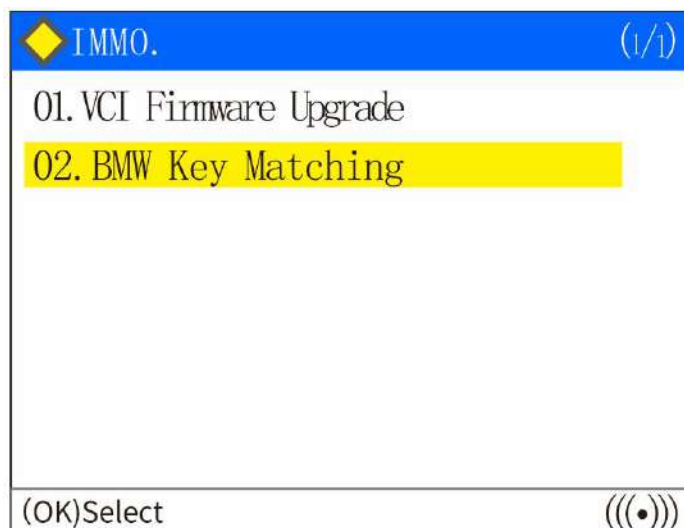 IMMO. (1/1)
01. VCI Firmware Upgrade
02. BMW Key Matching
(OK)Select